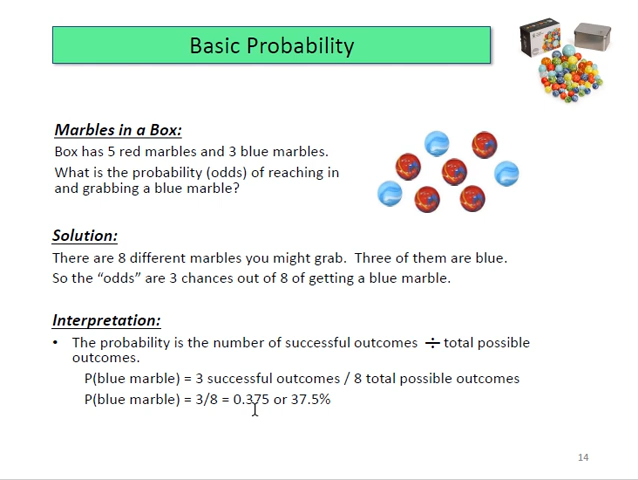 Basic Probability
Marbles in a Box:
Box has 5 red marbles and 3 blue marbles.
What is the probability (odds) of reaching in
and grabbing a blue marble?
Solution:
There are 8 different marbles you might grab.  Three of them are blue.
So the “odds” are 3 chances out of 8 of getting a blue marble.
Interpretation:
• The probability is the number of successful outcomes ÷ total possible
outcomes.
P(blue marble) = 3 successful outcomes / 8 total possible outcomes
P(blue marble) = 3/8 = 0.375 or 37.5%
14